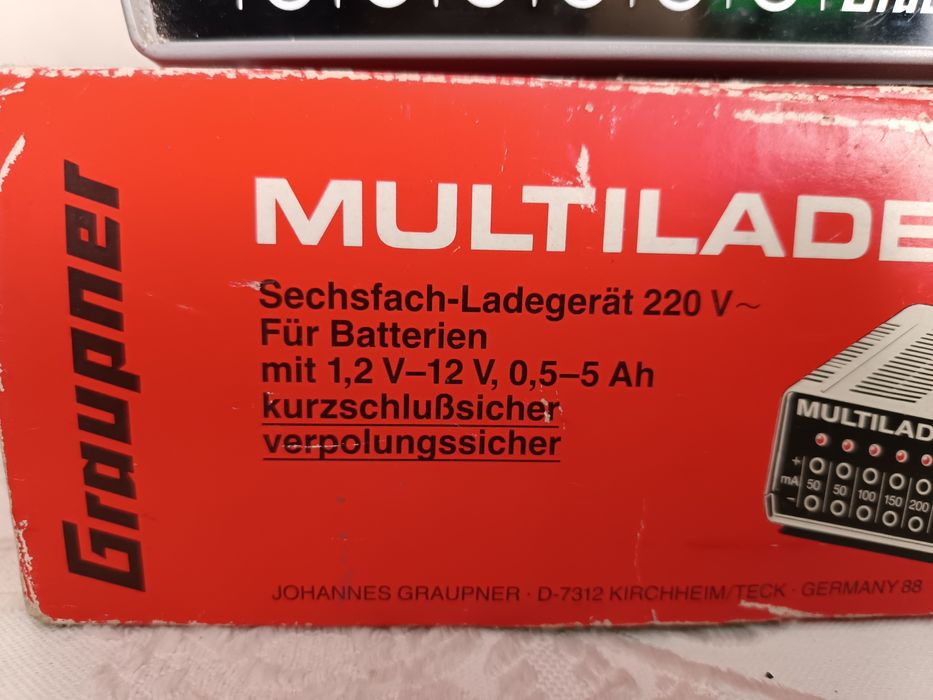 Graupner
MULTILADE
Sechsfach-Ladegerät 220 V~
Für Batterien
mit 1,2 V–12 V, 0,5–5 Ah
kurzschlußsicher
verpolungssicher
MULTILAD
+
mA 50 50 100 150 200
–
JOHANNES GRAUPNER · D-7312 KIRCHHEIM/TECK · GERMANY 88